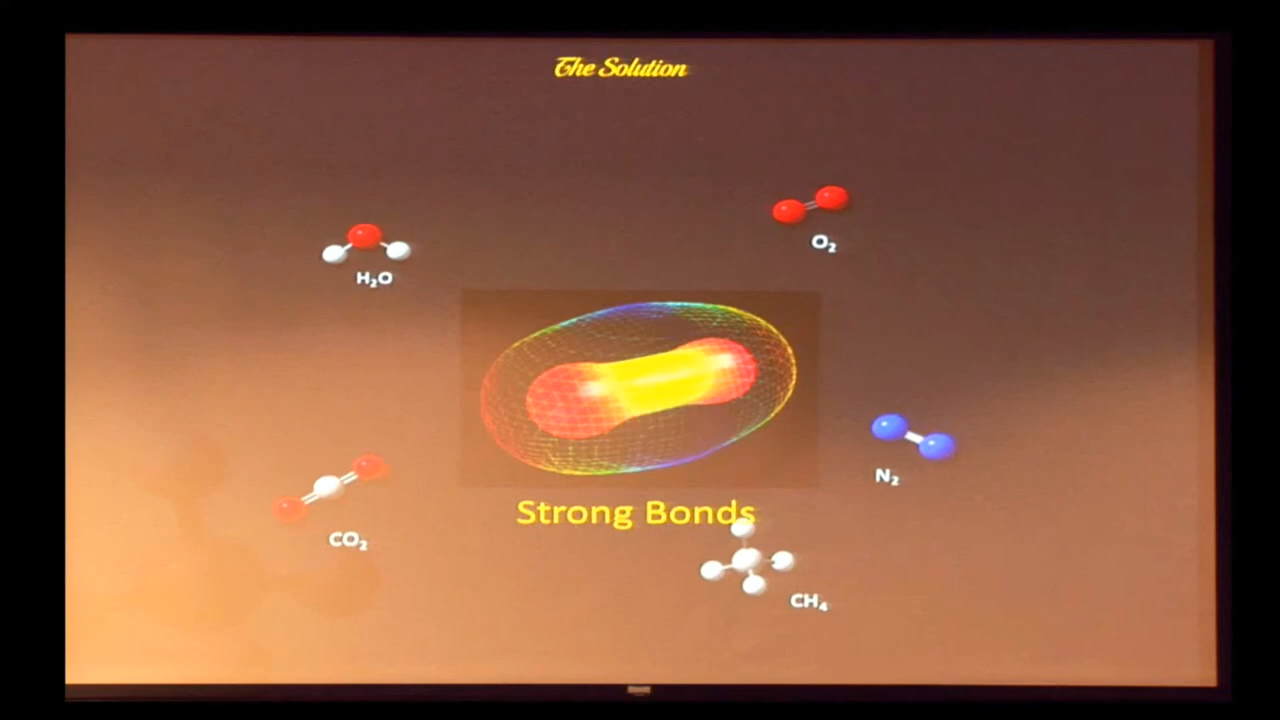 The Solution
O₂
H₂O
N₂
Strong Bonds
CO₂
CH₄